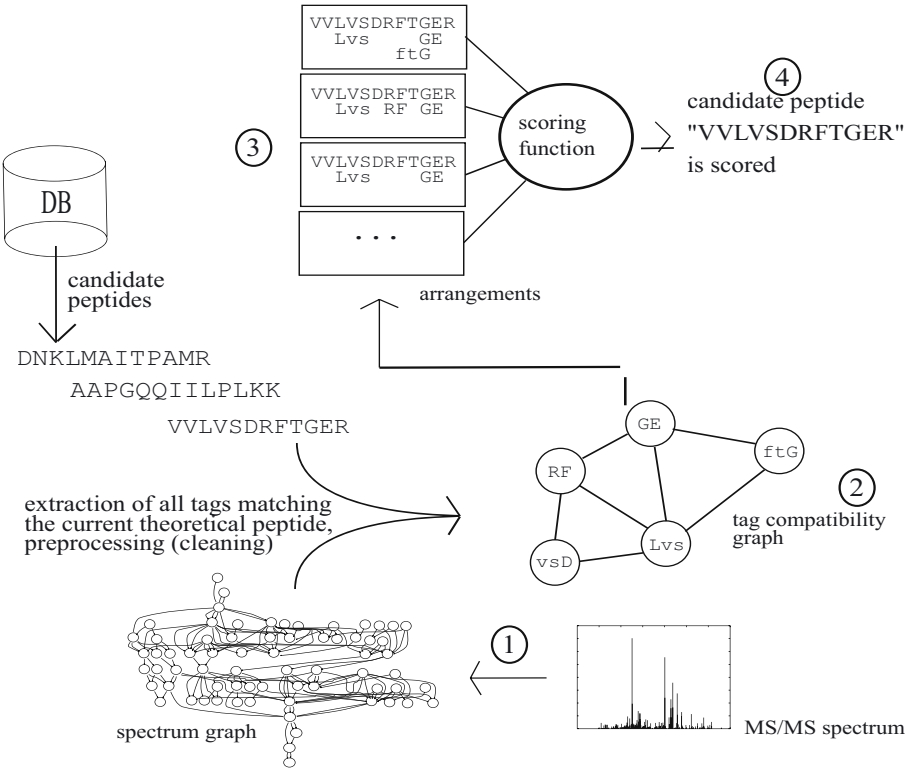 VVLVSDRFTGER
Lvs GE
ftG
VVLVSDRFTGER
Lvs RF GE
VVLVSDRFTGER
Lvs GE
...
arrangements
3
scoring
function
4
candidate peptide
"VVLVSDRFTGER"
is scored
DB
candidate
peptides
DNKLMAITPAMR
AAPGQQIILPLKK
VVLVSDRFTGER
extraction of all tags matching
the current theoretical peptide,
preprocessing (cleaning)
GE
RF
ftG
vsD
Lvs
2
tag compatibility
graph
1
spectrum graph
MS/MS spectrum